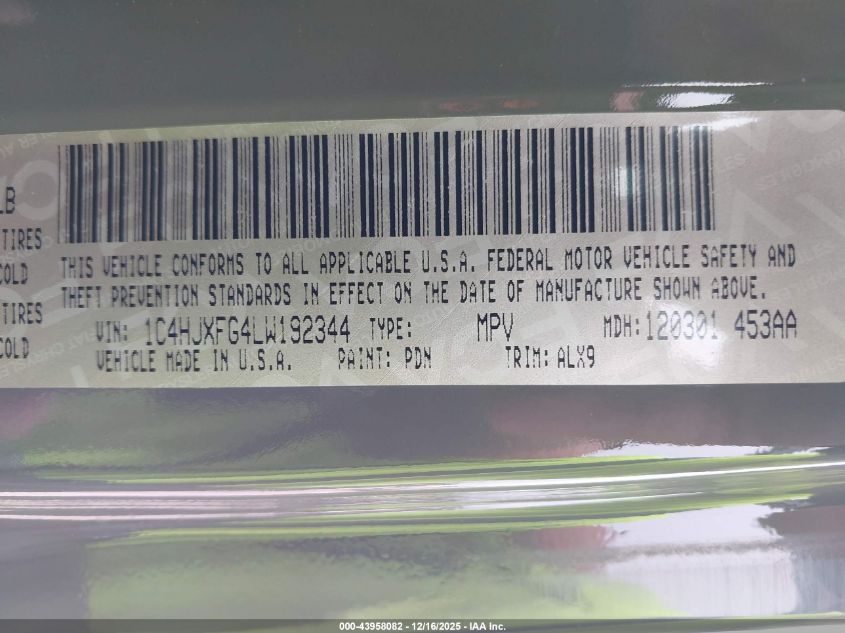 LB
TIRES
COLD
TIRES
COLD
THIS VEHICLE CONFORMS TO ALL APPLICABLE U.S.A. FEDERAL MOTOR VEHICLE SAFETY AND
THEFT PREVENTION STANDARDS IN EFFECT ON THE DATE OF MANUFACTURE SHOWN ABOVE.
VIN: 1C4HJXFG4LW192344 TYPE: MPV MDH: 120301 453AA
VEHICLE MADE IN U.S.A. PAINT: PDN TRIM: ALX9
000-43958082 - 12/16/2025 - IAA Inc.